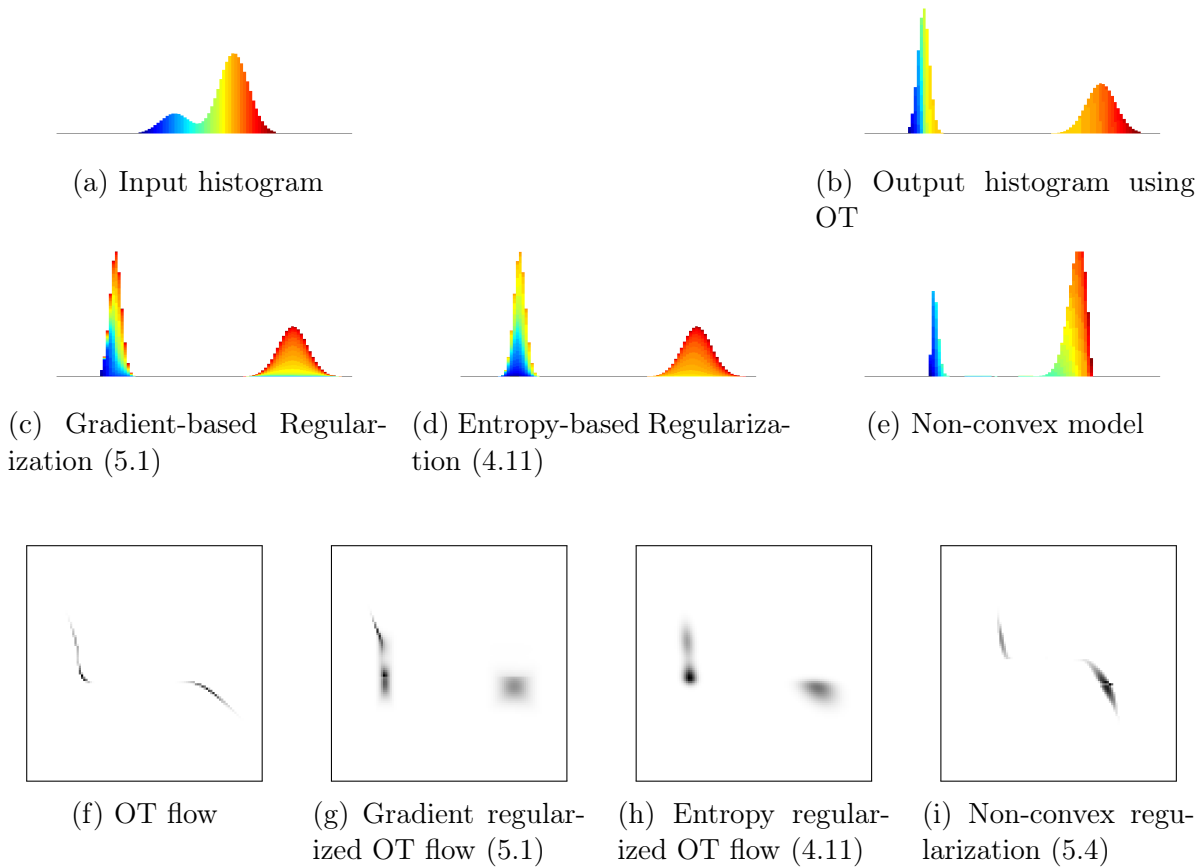 (a) Input histogram
(b) Output histogram using
OT
(c) Gradient-based Regular-
ization (5.1)
(d) Entropy-based Regulariza-
tion (4.11)
(e) Non-convex model
(f) OT flow
(g) Gradient regular-
ized OT flow (5.1)
(h) Entropy regular-
ized OT flow (4.11)
(i) Non-convex regu-
larization (5.4)